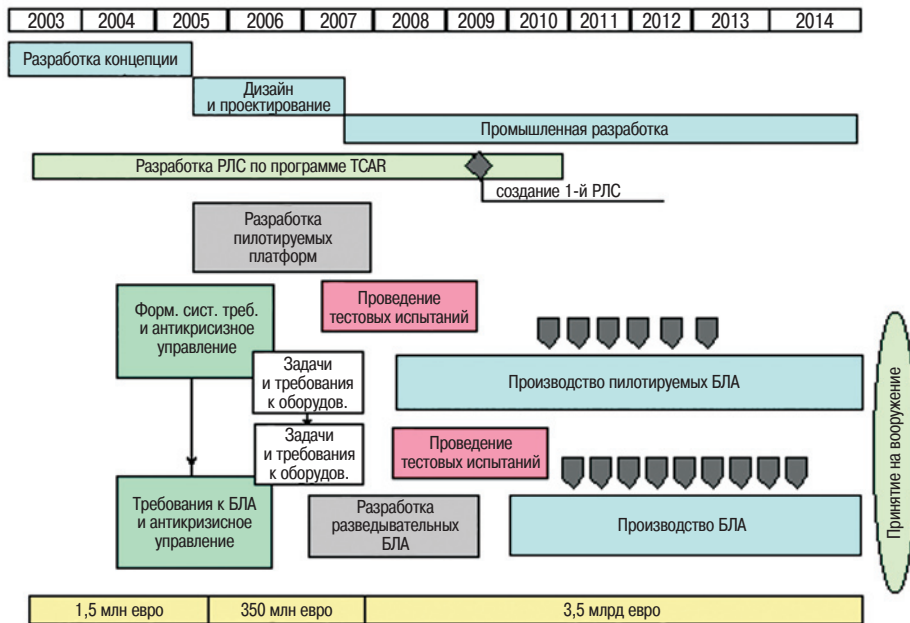 2003 2004 2005 2006 2007 2008 2009 2010 2011 2012 2013 2014
Разработка концепции
Дизайн
и проектирование
Промышленная разработка
Разработка РЛС по программе TCAR
создание 1-й РЛС
Разработка
пилотируемых
платформ
Форм. сист. треб.
и антикрисизное
управление
Проведение
тестовых испытаний
Задачи
и требования
к оборудов.
Производство пилотируемых БЛА
Задачи
и требования
к оборудов.
Проведение
тестовых испытаний
Требования к БЛА
и антикризисное
управление
Разработка
разведывательных
БЛА
Производство БЛА
Принятие на вооружение
1,5 млн евро 350 млн евро 3,5 млрд евро